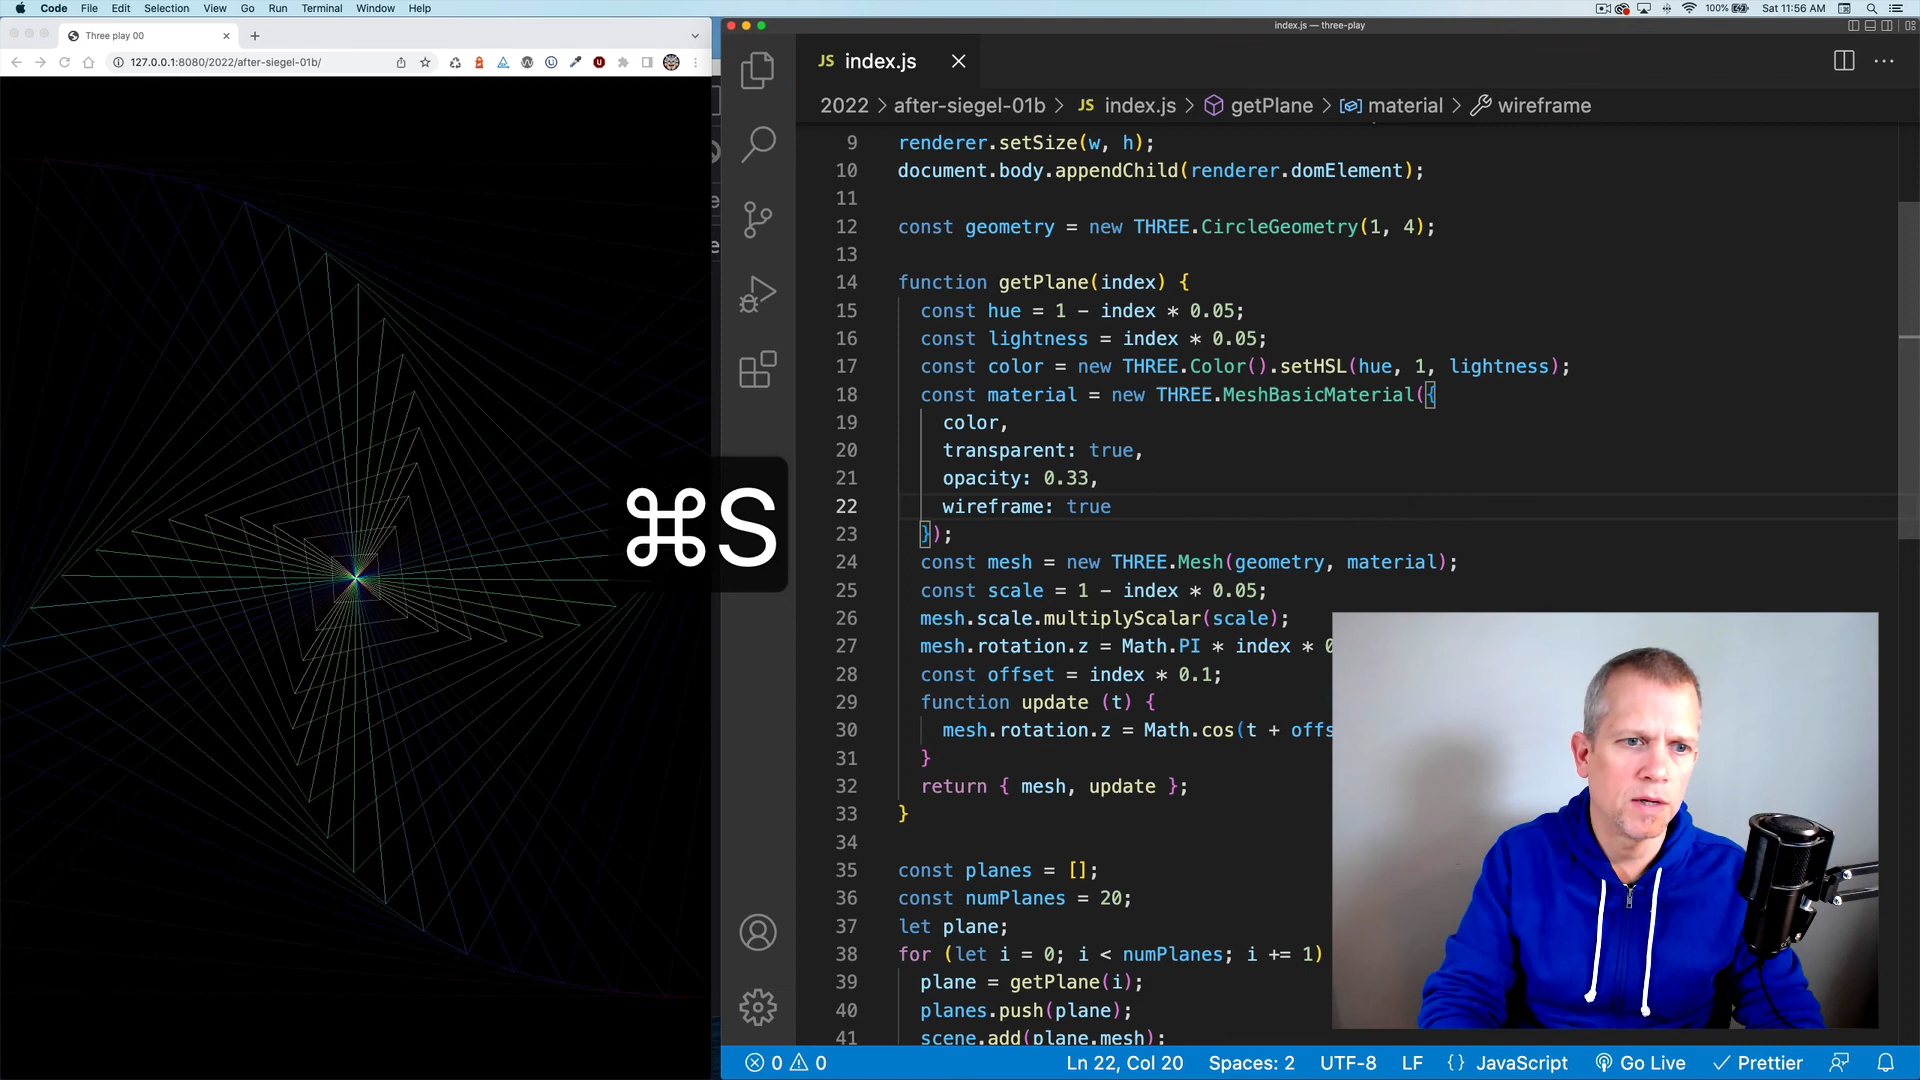 Code File Edit Selection View Go Run Terminal Window Help
100% Sat 11:56 AM
Three play 00
127.0.0.1:8080/2022/after-siegel-01b/
index.js — three-play
JS index.js
2022 > after-siegel-01b > JS index.js > getPlane > material > wireframe
9 renderer.setSize(w, h);
10 document.body.appendChild(renderer.domElement);
11
12 const geometry = new THREE.CircleGeometry(1, 4);
13
14 function getPlane(index) {
15 const hue = 1 - index * 0.05;
16 const lightness = index * 0.05;
17 const color = new THREE.Color().setHSL(hue, 1, lightness);
18 const material = new THREE.MeshBasicMaterial({
19 color,
20 transparent: true,
21 opacity: 0.33,
22 wireframe: true
23 });
24 const mesh = new THREE.Mesh(geometry, material);
25 const scale = 1 - index * 0.05;
26 mesh.scale.multiplyScalar(scale);
27 mesh.rotation.z = Math.PI * index * 0
28 const offset = index * 0.1;
29 function update (t) {
30 mesh.rotation.z = Math.cos(t + offs
31 }
32 return { mesh, update };
33 }
34
35 const planes = [];
36 const numPlanes = 20;
37 let plane;
38 for (let i = 0; i < numPlanes; i += 1)
39 plane = getPlane(i);
40 planes.push(plane);
41 scene.add(plane.mesh);
⌘S
0 0 Ln 22, Col 20 Spaces: 2 UTF-8 LF {} JavaScript Go Live Prettier